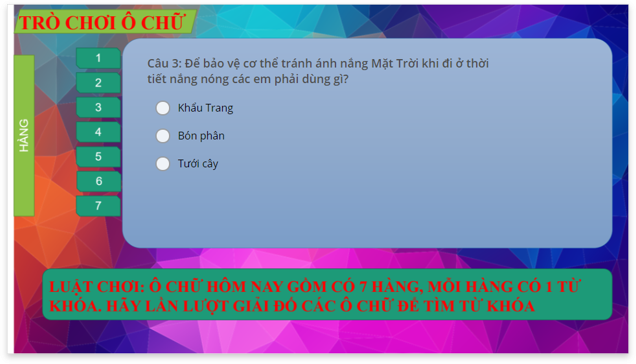 TRÒ CHƠI Ô CHỮ
HÀNG
1
2
3
4
5
6
7
Câu 3: Để bảo vệ cơ thể tránh ánh nắng Mặt Trời khi đi ở thời
tiết nắng nóng các em phải dùng gì?
Khẩu Trang
Bón phân
Tưới cây
LUẬT CHƠI: Ô CHỮ HÔM NAY GỒM CÓ 7 HÀNG, MỖI HÀNG CÓ 1 TỪ
KHÓA. HÃY LẦN LƯỢT GIẢI ĐỐ CÁC Ô CHỮ ĐỂ TÌM TỪ KHÓA